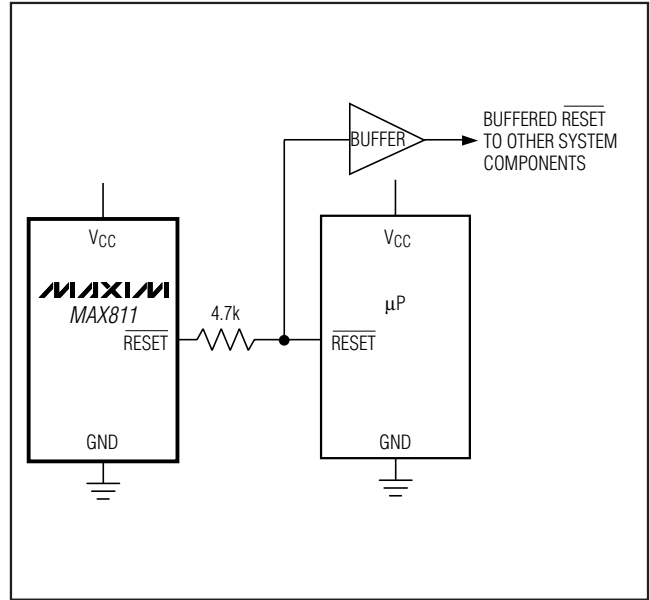 BUFFER
BUFFERED RESET
TO OTHER SYSTEM
COMPONENTS
VCC
MAXIM
MAX811
RESET
GND
4.7k
VCC
μP
RESET
GND